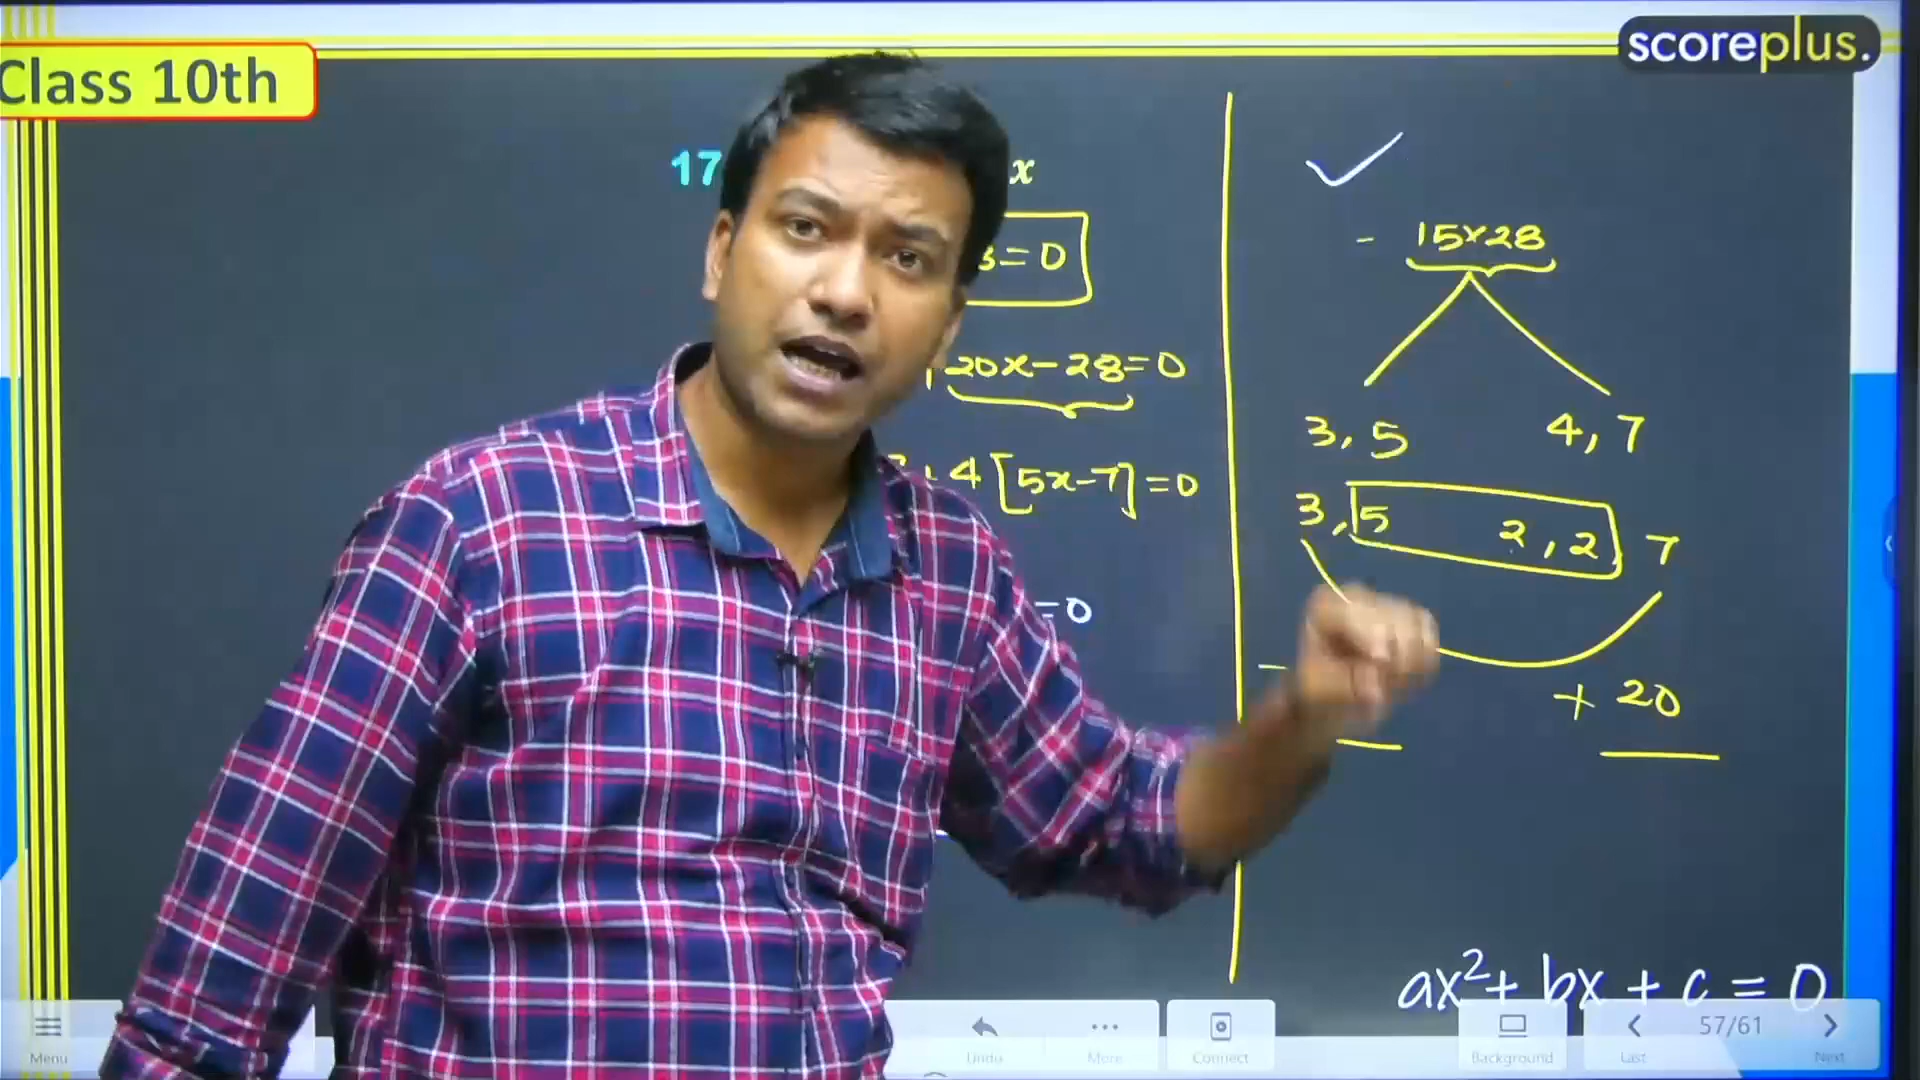 scoreplus.
Class 10th
17
x
=0
20x-28=0
4[5x-7]=0
=0
- 15×28
3,5 4,7
3,5 2,2,7
-
+ 20
ax²+ bx + c = 0
Menu
Undo
More
Connect
Background
Last
57/61
Next